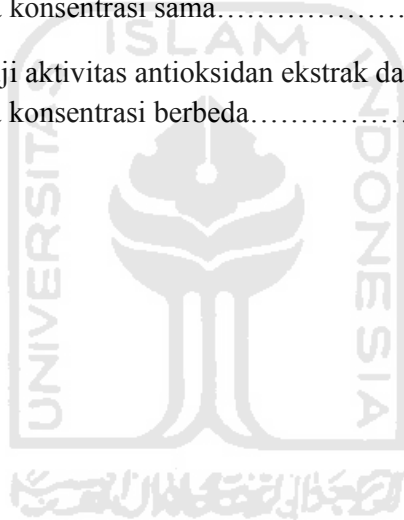 konsentrasi sama…………………
ISLAM
ji aktivitas antioksidan ekstrak da
konsentrasi berbeda………………
UNIVERSITAS
INDONESIA